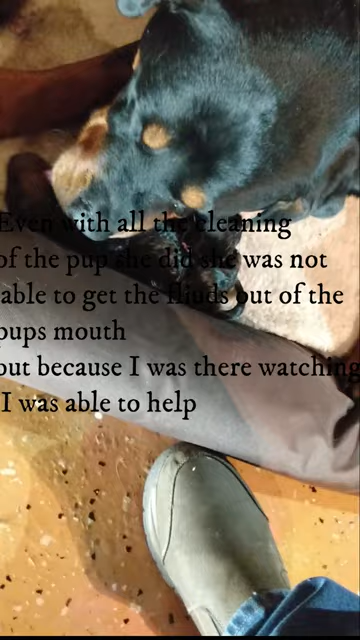 Even with all the cleaning
of the pup she did she was not
able to get the fliuds out of the
pups mouth
but because I was there watching
I was able to help